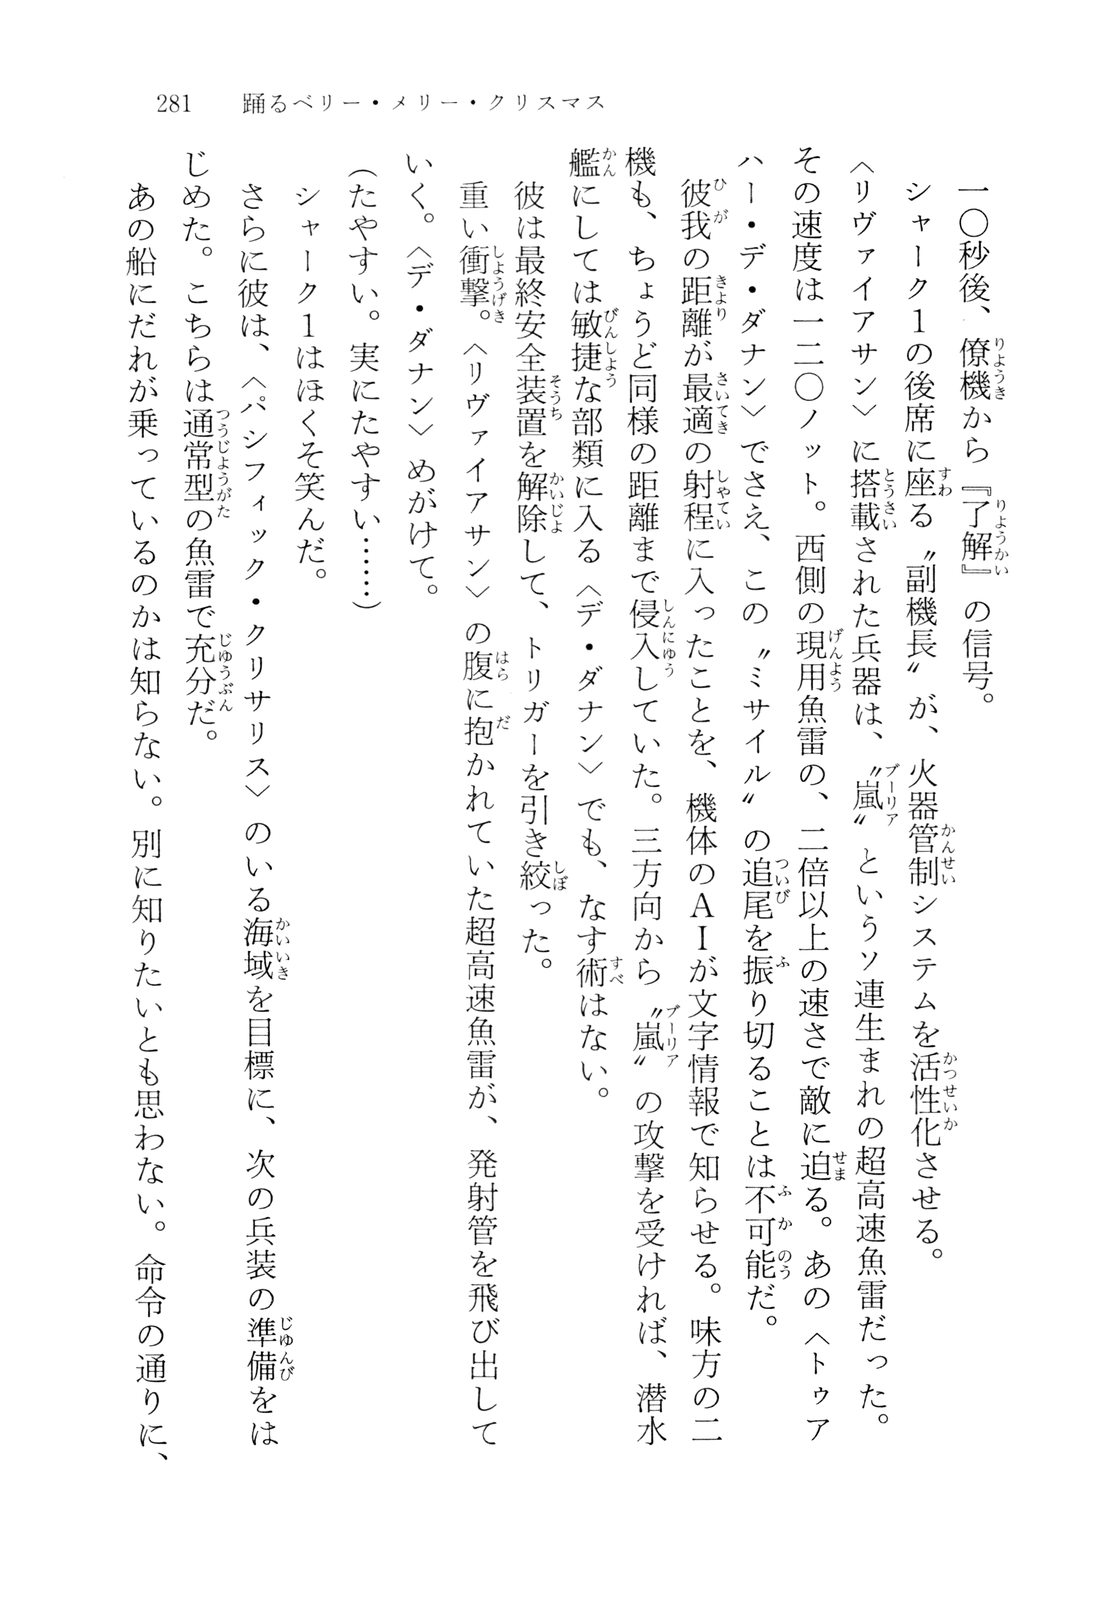 281　踊るベリー・メリー・クリスマス
一〇秒後、僚機から『了解』の信号。
シャーク1の後席に座る〝副機長〟が、火器管制システムを活性化させる。
〈リヴァイアサン〉に搭載された兵器は、〝嵐〟というソ連生まれの超高速魚雷だった。
その速度は一二〇ノット。西側の現用魚雷の、二倍以上の速さで敵に迫る。あの〈トゥア
ハー・デ・ダナン〉でさえ、この〝ミサイル〟の追尾を振り切ることは不可能だ。
彼我の距離が最適の射程に入ったことを、機体のＡＩが文字情報で知らせる。味方の二
機も、ちょうど同様の距離まで侵入していた。三方向から〝嵐〟の攻撃を受ければ、潜水
艦にしては敏捷な部類に入る〈デ・ダナン〉でも、なす術はない。
彼は最終安全装置を解除して、トリガーを引き絞った。
重い衝撃。〈リヴァイアサン〉の腹に抱かれていた超高速魚雷が、発射管を飛び出して
いく。〈デ・ダナン〉めがけて。
（たやすい。実にたやすい……）
シャーク1はほくそ笑んだ。
さらに彼は、〈パシフィック・クリサリス〉のいる海域を目標に、次の兵装の準備をは
じめた。こちらは通常型の魚雷で充分だ。
あの船にだれが乗っているのかは知らない。別に知りたいとも思わない。命令の通りに、